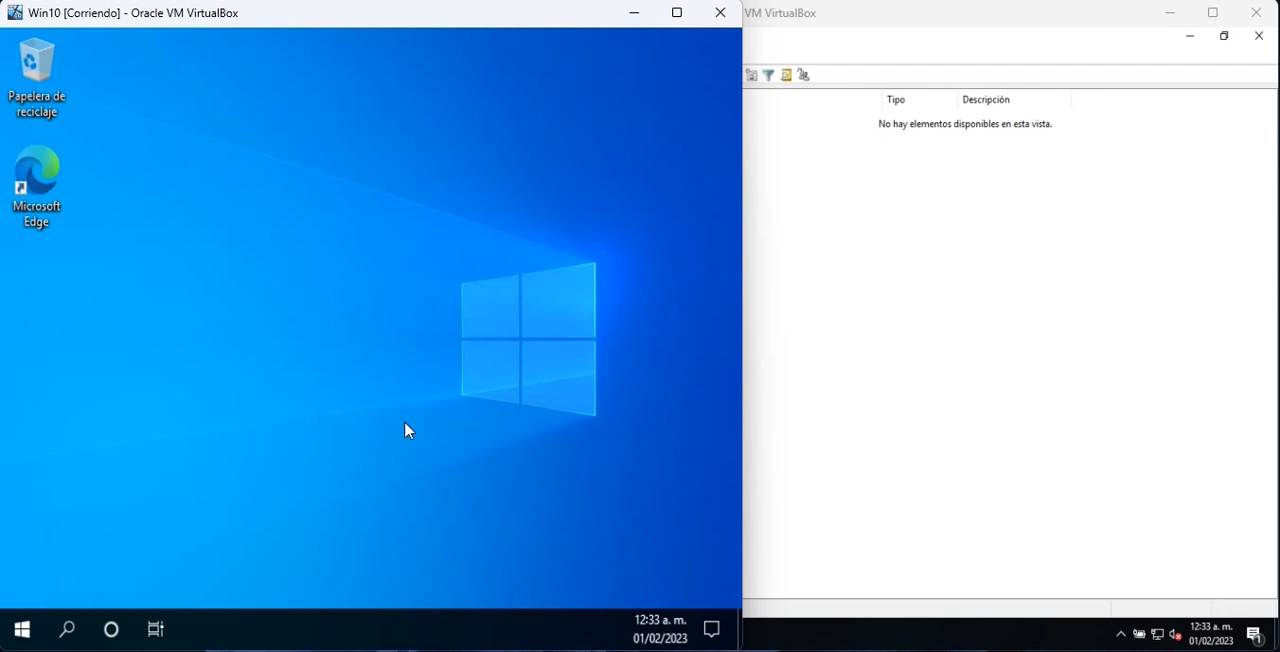 Win10 [Corriendo] - Oracle VM VirtualBox
VM VirtualBox
Papelera de
reciclaje
Microsoft
Edge
Tipo
Descripción
No hay elementos disponibles en esta vista.
12:33 a. m.
01/02/2023
12:33 a. m.
01/02/2023
1